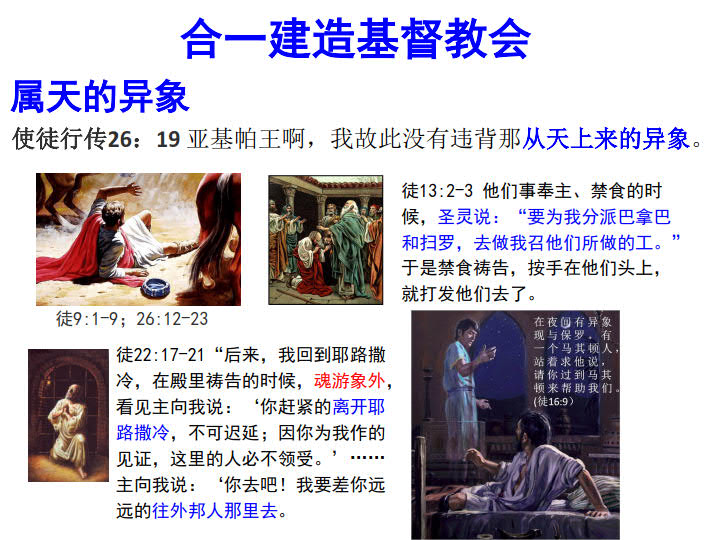 合一建造基督教会
属天的异象
使徒行传26：19 亚基帕王啊，我故此没有违背那从天上来的异象。
徒9:1-9；26:12-23
徒22:17-21“后来，我回到耶路撒
冷，在殿里祷告的时候，魂游象外，
看见主向我说：‘你赶紧的离开耶
路撒冷，不可迟延；因你为我作的
见证，这里的人必不领受。’……
主向我说：‘你去吧！我要差你远
远的往外邦人那里去。
徒13:2-3 他们事奉主、禁食的时
候，圣灵说：“要为我分派巴拿巴
和扫罗，去做我召他们所做的工。”
于是禁食祷告，按手在他们头上，
就打发他们去了。
在夜间有异象
现与保罗．有
一个马其顿人，
站着求他说，
请你过到马其
顿来帮助我们。
(徒16:9）